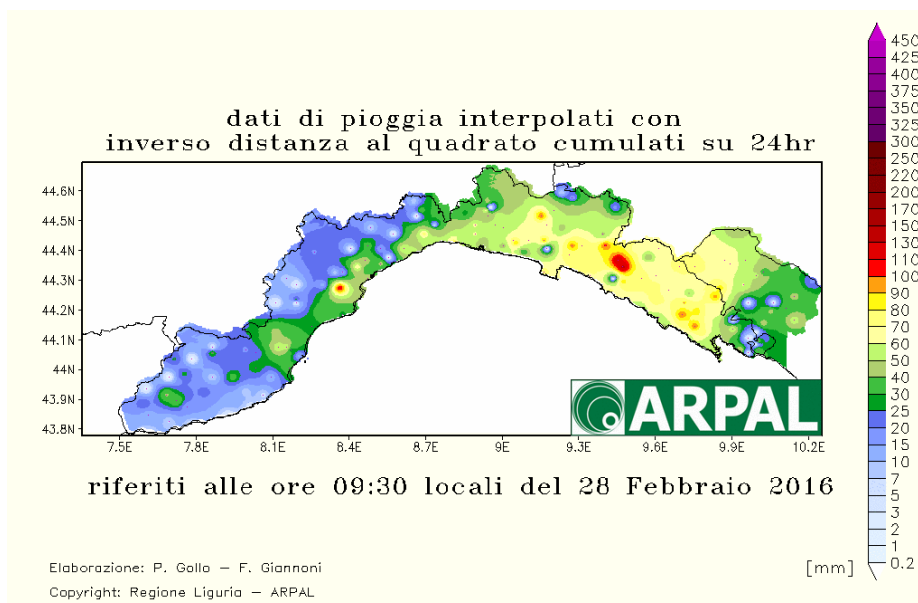 dati di pioggia interpolati con
inverso distanza al quadrato cumulati su 24hr
44.6N
44.5N
44.4N
44.3N
44.2N
44.1N
44N
43.9N
43.8N
7.5E 7.8E 8.1E 8.4E 8.7E 9E 9.3E 9.6E 9.9E 10.2E
ARPAL
450
425
400
375
350
325
300
250
220
200
170
150
130
110
100
90
80
70
60
50
40
30
25
20
15
10
7
5
3
2
1
0.2
riferiti alle ore 09:30 locali del 28 Febbraio 2016
[mm]
Elaborazione: P. Gollo – F. Giannoni
Copyright: Regione Liguria – ARPAL